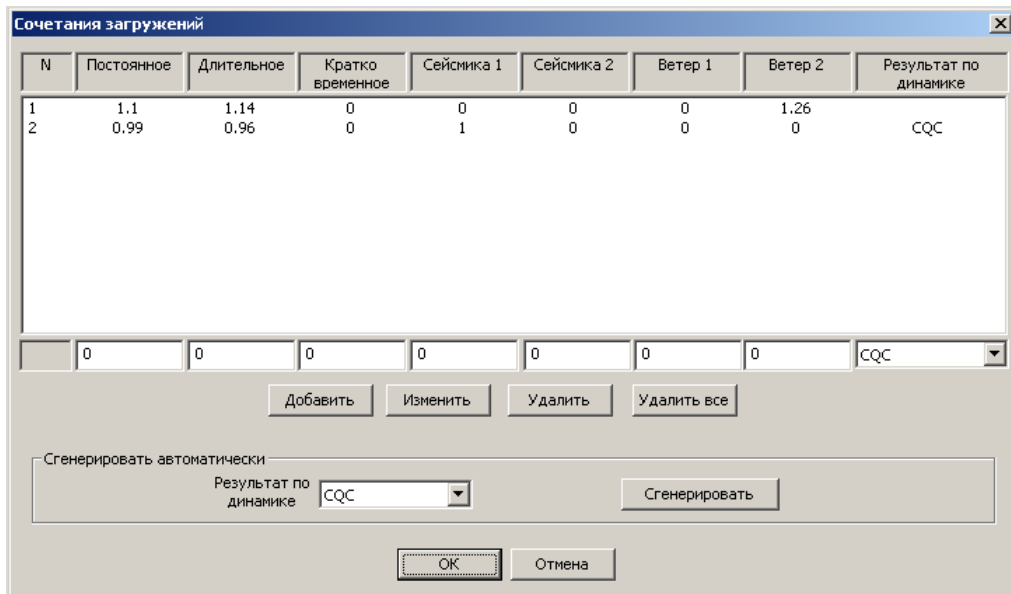 Сочетания загружений
N Постоянное Длительное Кратко временное Сейсмика 1 Сейсмика 2 Ветер 1 Ветер 2 Результат по динамике
1 1.1 1.14 0 0 0 0 1.26
2 0.99 0.96 0 1 0 0 0 CQC
0 0 0 0 0 0 0 CQC
Добавить Изменить Удалить Удалить все
Сгенерировать автоматически
Результат по динамике CQC Сгенерировать
OK Отмена